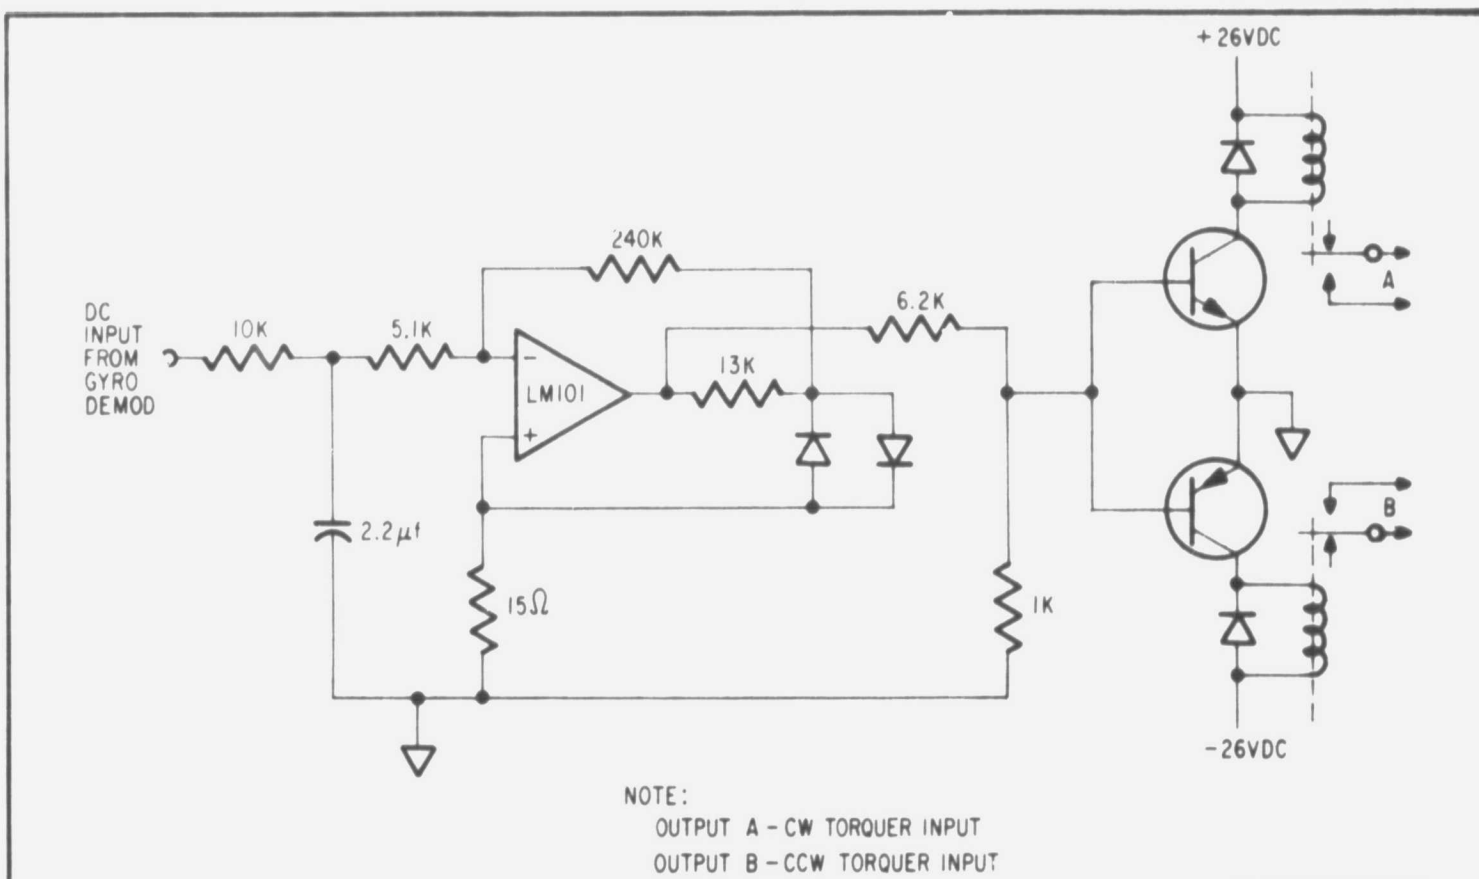 +26VDC
240K
6.2K
DC
INPUT
FROM
GYRO
DEMOD
10K
5.1K
13K
-
LM101
+
A
B
2.2μf
15Ω
1K
-26VDC
NOTE:
OUTPUT A - CW TORQUER INPUT
OUTPUT B - CCW TORQUER INPUT